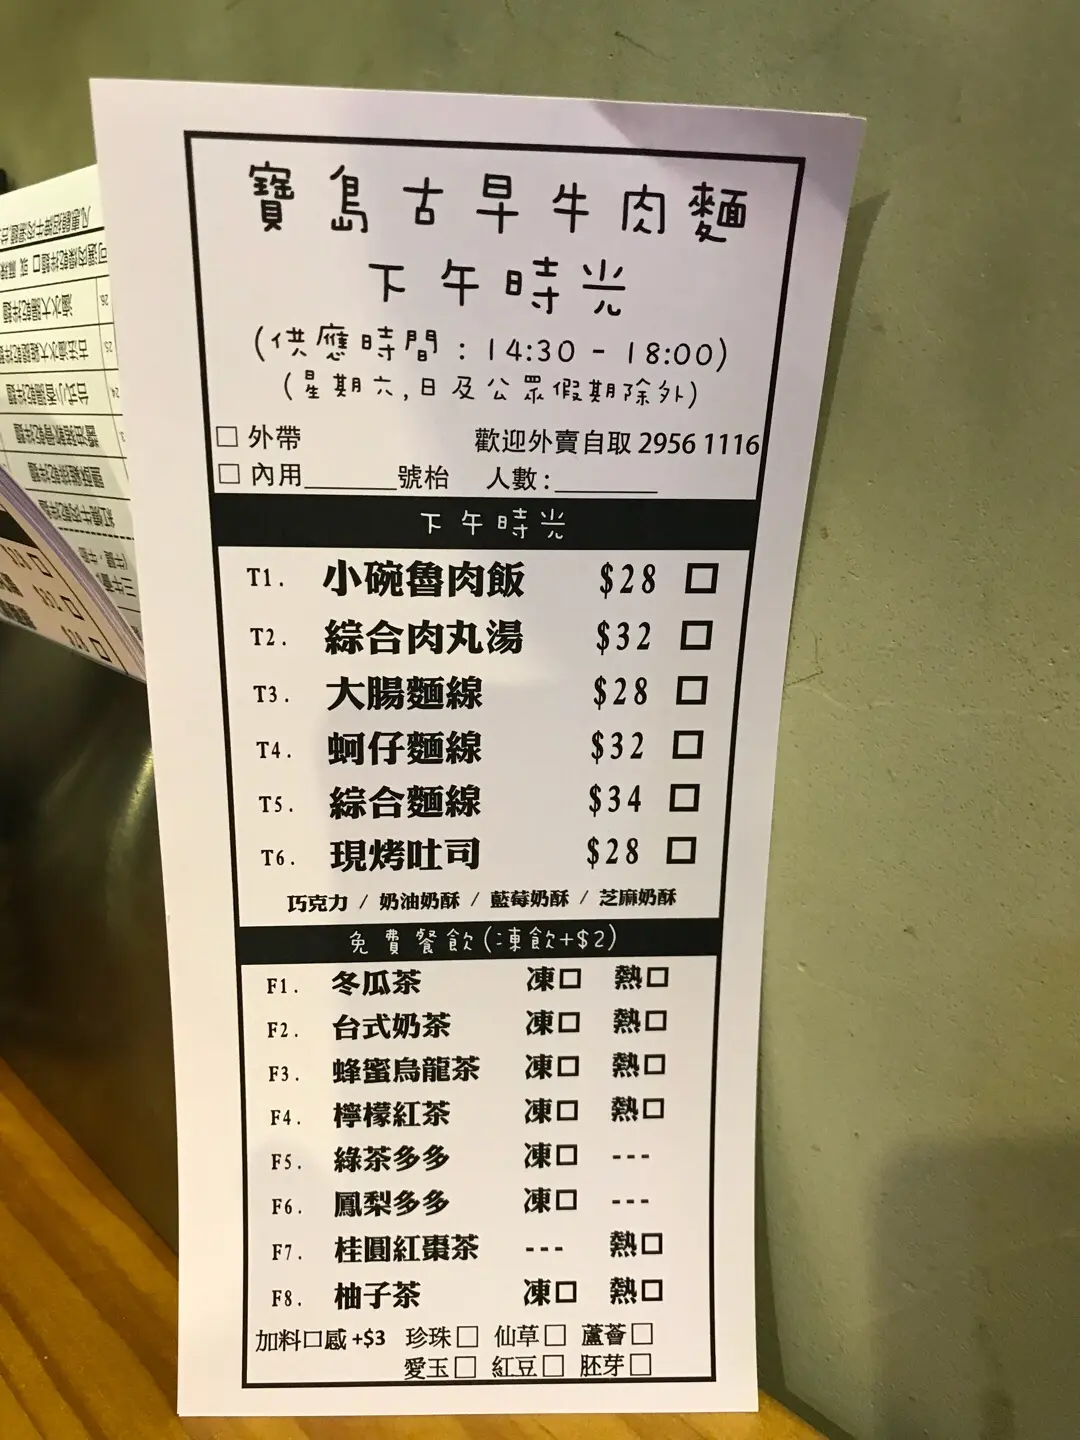 寶島古早牛肉麵
下午時光
(供應時間：14:30 - 18:00)
(星期六,日及公眾假期除外)
□ 外帶 歡迎外賣自取 2956 1116
□ 內用______號枱 人數：______
下午時光
T1. 小碗魯肉飯 $28 □
T2. 綜合肉丸湯 $32 □
T3. 大腸麵線 $28 □
T4. 蚵仔麵線 $32 □
T5. 綜合麵線 $34 □
T6. 現烤吐司 $28 □
巧克力 / 奶油奶酥 / 藍莓奶酥 / 芝麻奶酥
免費餐飲(凍飲+$2)
F1. 冬瓜茶 凍□ 熱□
F2. 台式奶茶 凍□ 熱□
F3. 蜂蜜烏龍茶 凍□ 熱□
F4. 檸檬紅茶 凍□ 熱□
F5. 綠茶多多 凍□ ---
F6. 鳳梨多多 凍□ ---
F7. 桂圓紅棗茶 --- 熱□
F8. 柚子茶 凍□ 熱□
加料口感 +$3 珍珠□ 仙草□ 蘆薈□
愛玉□ 紅豆□ 胚芽□